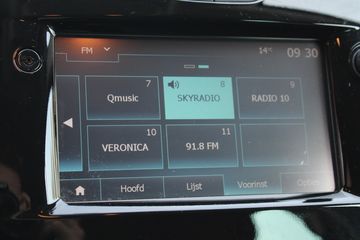 FM 14°C 09 30
7 8 9
Qmusic SKYRADIO RADIO 10
10 11
VERONICA 91.8 FM
Hoofd Lijst Voorinst Opties